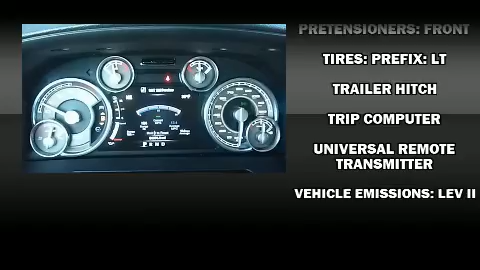 PRETENSIONERS: FRONT
TIRES: PREFIX: LT
TRAILER HITCH
TRIP COMPUTER
UNIVERSAL REMOTE
TRANSMITTER
VEHICLE EMISSIONS: LEV II